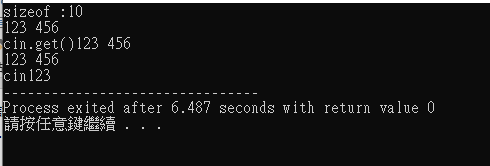 sizeof :10
123 456
cin.get()123 456
123 456
cin123
--------------------------------
Process exited after 6.487 seconds with return value 0
請按任意鍵繼續 . . .